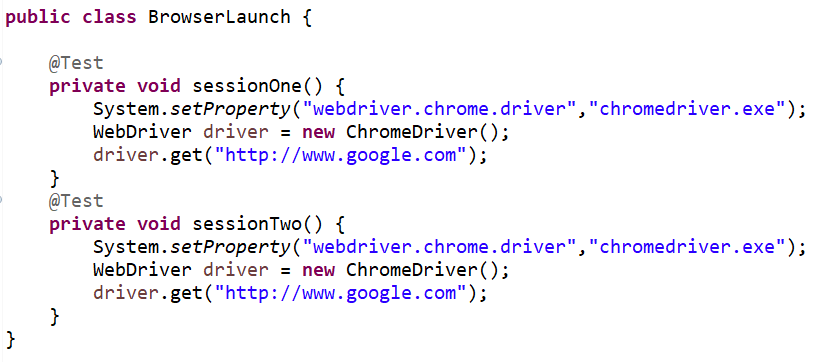 public class BrowserLaunch {
@Test
private void sessionOne() {
System.setProperty("webdriver.chrome.driver","chromedriver.exe");
WebDriver driver = new ChromeDriver();
driver.get("http://www.google.com");
}
@Test
private void sessionTwo() {
System.setProperty("webdriver.chrome.driver","chromedriver.exe");
WebDriver driver = new ChromeDriver();
driver.get("http://www.google.com");
}
}